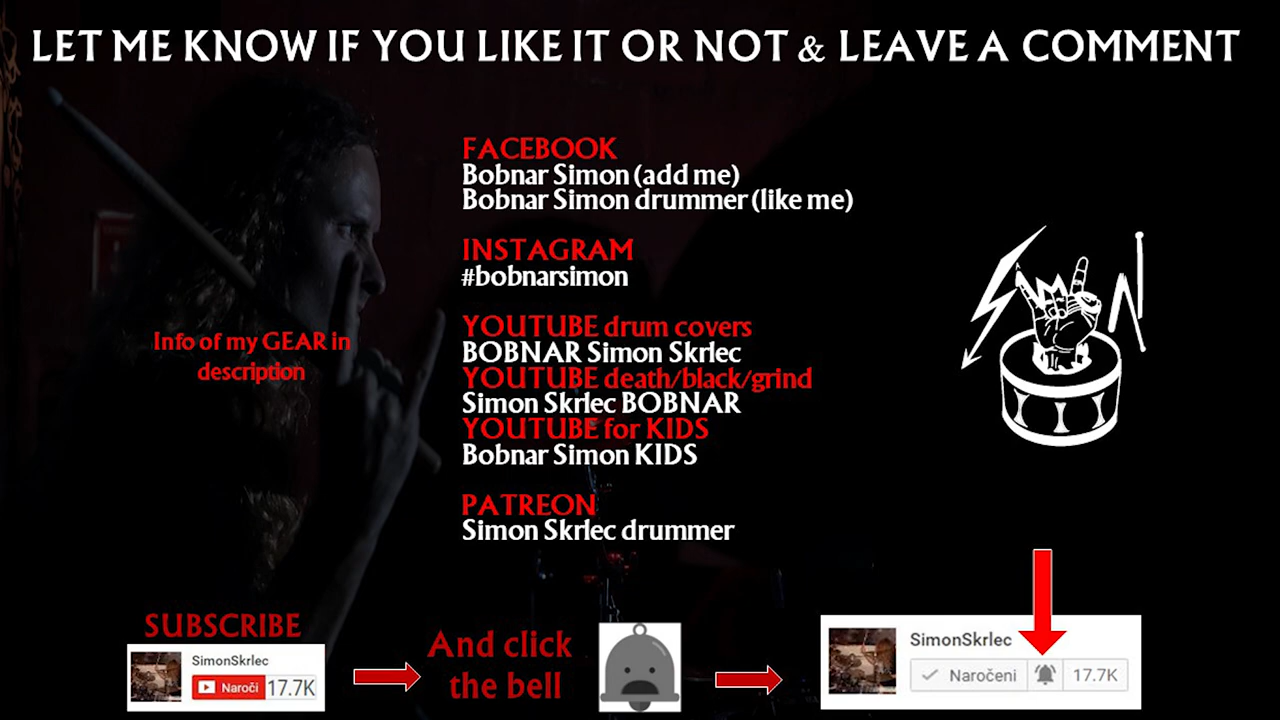 LET ME KNOW IF YOU LIKE IT OR NOT & LEAVE A COMMENT
FACEBOOK
Bobnar Simon (add me)
Bobnar Simon drummer (like me)
INSTAGRAM
#bobnarsimon
YOUTUBE drum covers
BOBNAR Simon Skrlec
YOUTUBE death/black/grind
Simon Skrlec BOBNAR
YOUTUBE for KIDS
Bobnar Simon KIDS
PATREON
Simon Skrlec drummer
Info of my GEAR in
description
SIMON
SUBSCRIBE
SimonSkrlec
Naroči 17.7K
And click
the bell
SimonSkrlec
Naročeni 17.7K